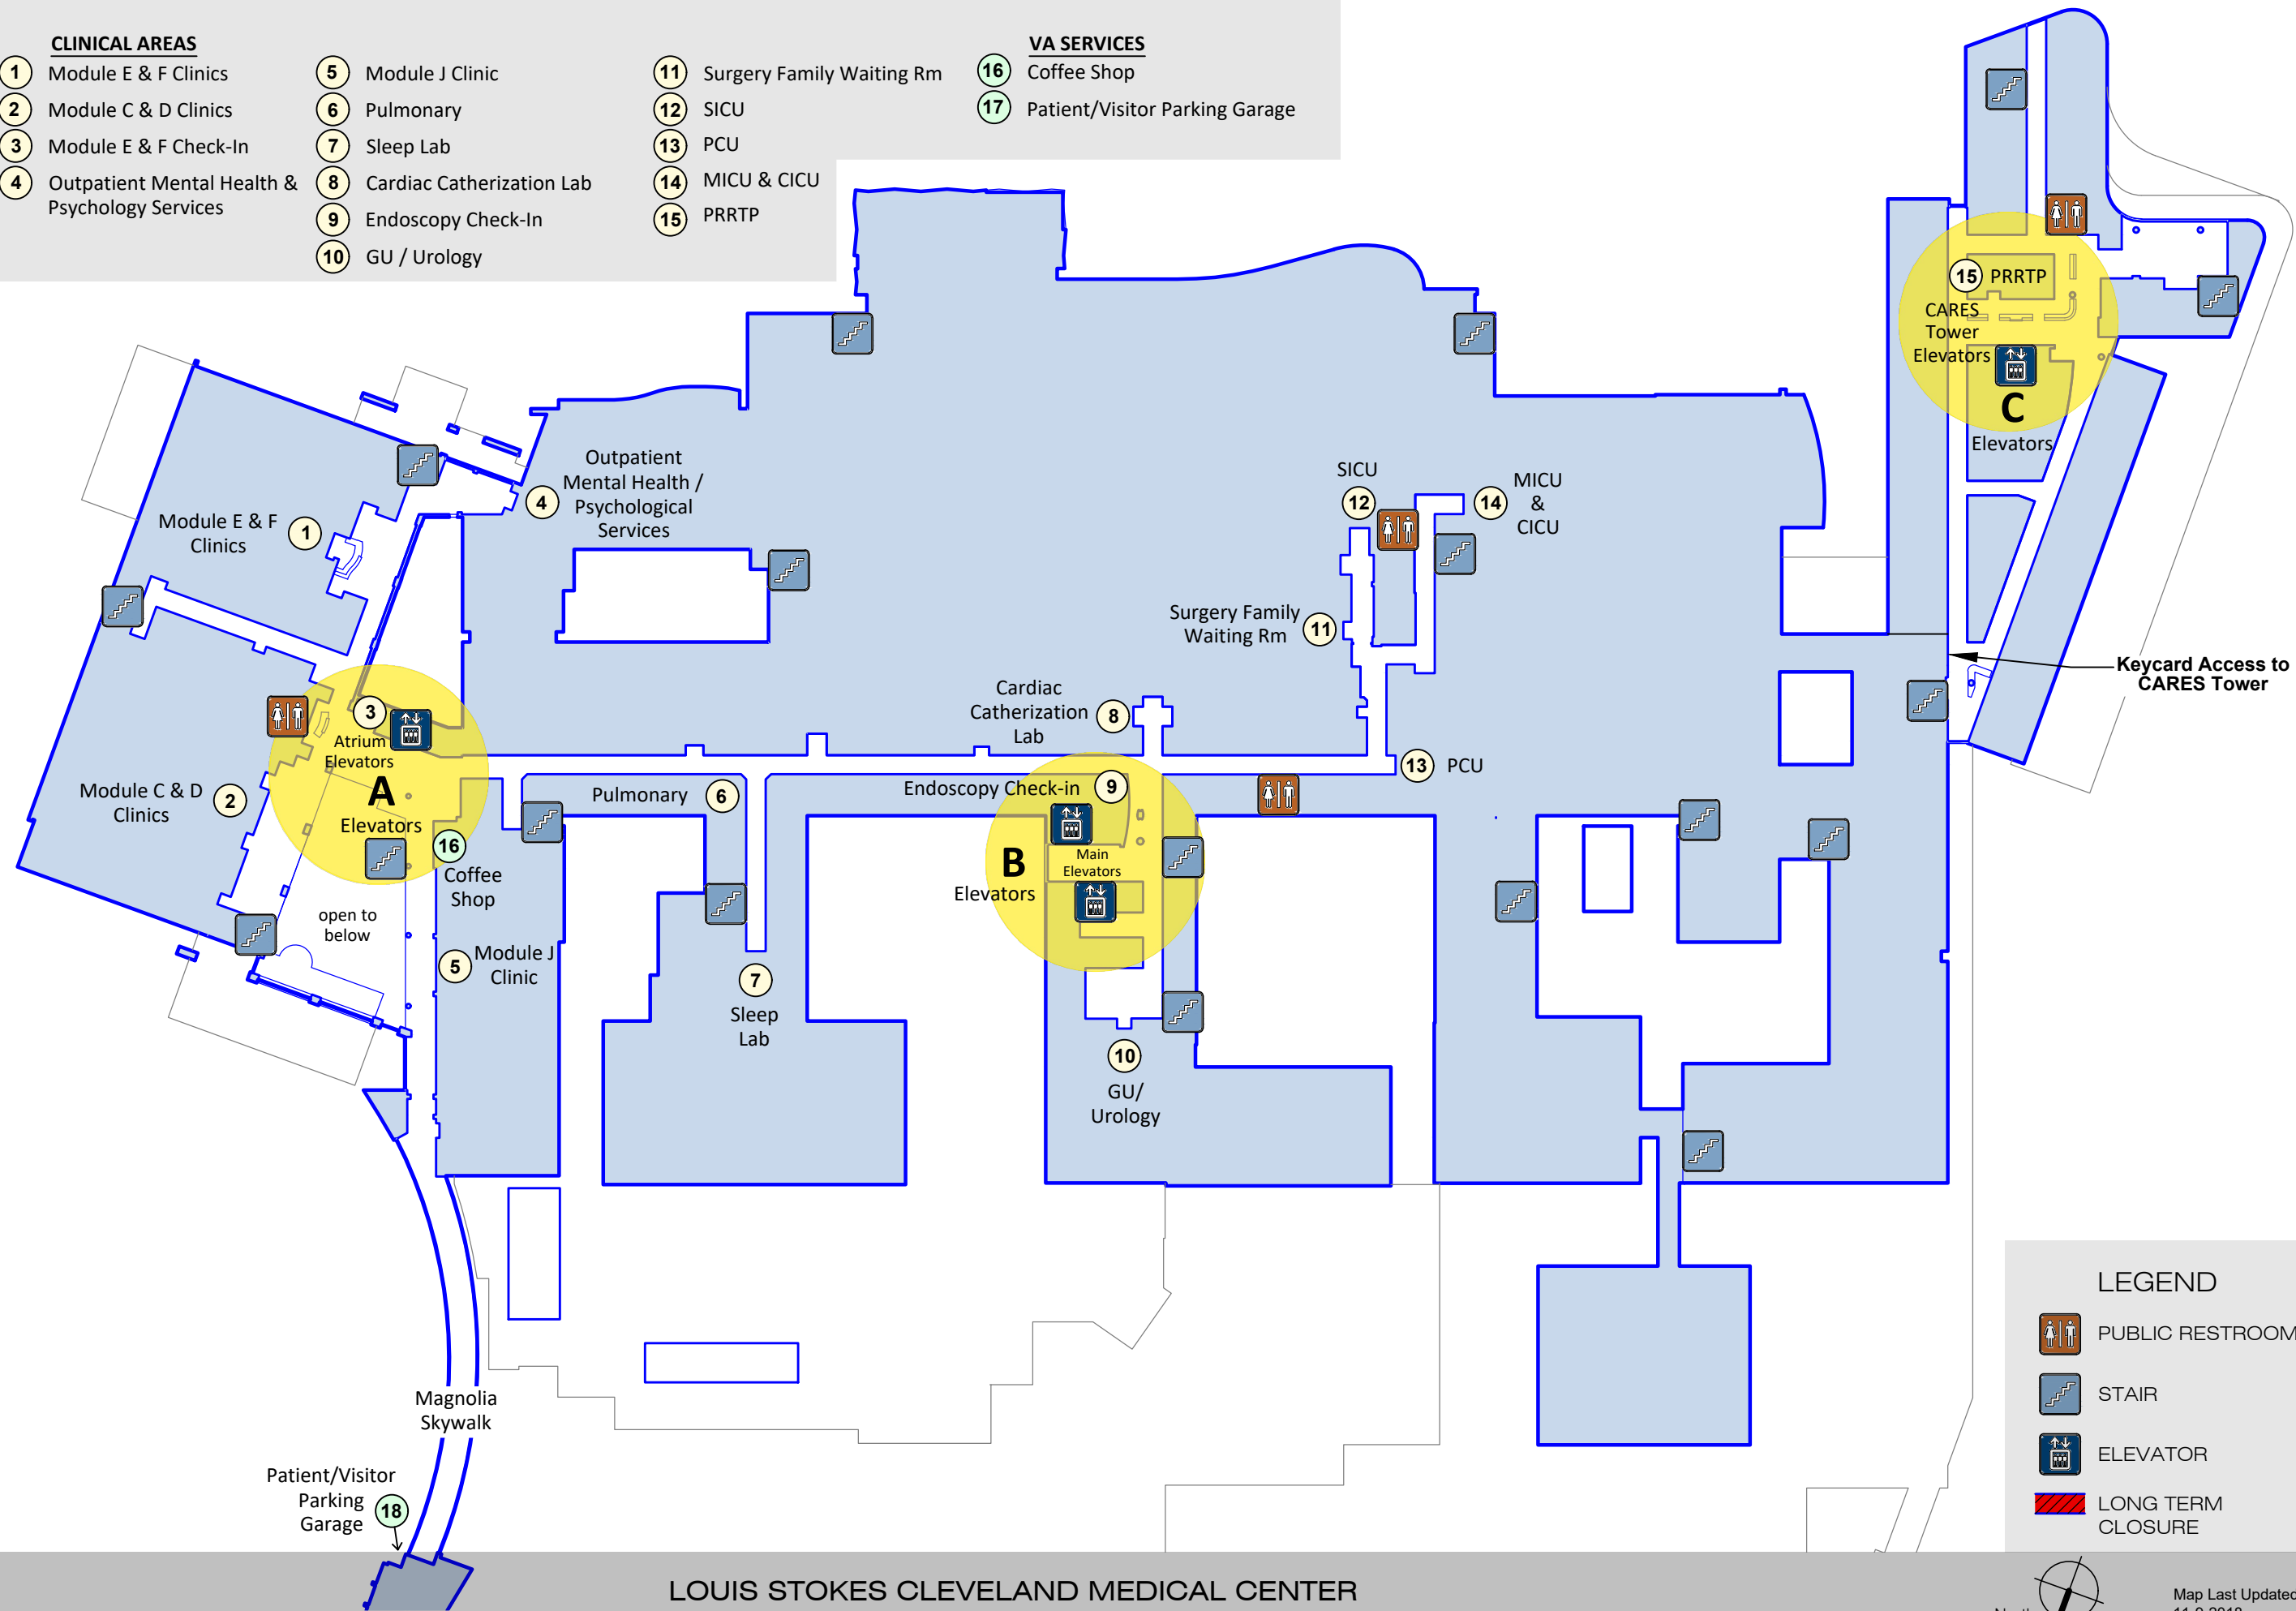 CLINICAL AREAS
1 Module E & F Clinics
2 Module C & D Clinics
3 Module E & F Check-In
4 Outpatient Mental Health &
Psychology Services
5 Module J Clinic
6 Pulmonary
7 Sleep Lab
8 Cardiac Catherization Lab
9 Endoscopy Check-In
10 GU / Urology
11 Surgery Family Waiting Rm
12 SICU
13 PCU
14 MICU & CICU
15 PRRTP
VA SERVICES
16 Coffee Shop
17 Patient/Visitor Parking Garage
15 PRRTP
CARES
Tower
Elevators
C
Elevators
Outpatient
Mental Health /
Psychological
Services
4
SICU
12
14
MICU
&
CICU
Module E & F
Clinics
1
Surgery Family
Waiting Rm
11
Keycard Access to
CARES Tower
3
Atrium
Elevators
A
Elevators
Cardiac
Catherization
Lab
8
Module C & D
Clinics
2
Pulmonary 6
Endoscopy Check-in 9
13 PCU
Main
Elevators
B
Elevators
16
Coffee
Shop
open to
below
5
Module J
Clinic
7
Sleep
Lab
10
GU/
Urology
Magnolia
Skywalk
Patient/Visitor
Parking
Garage
18
LEGEND
PUBLIC RESTROOM
STAIR
ELEVATOR
LONG TERM
CLOSURE
LOUIS STOKES CLEVELAND MEDICAL CENTER
North
Map Last Updated